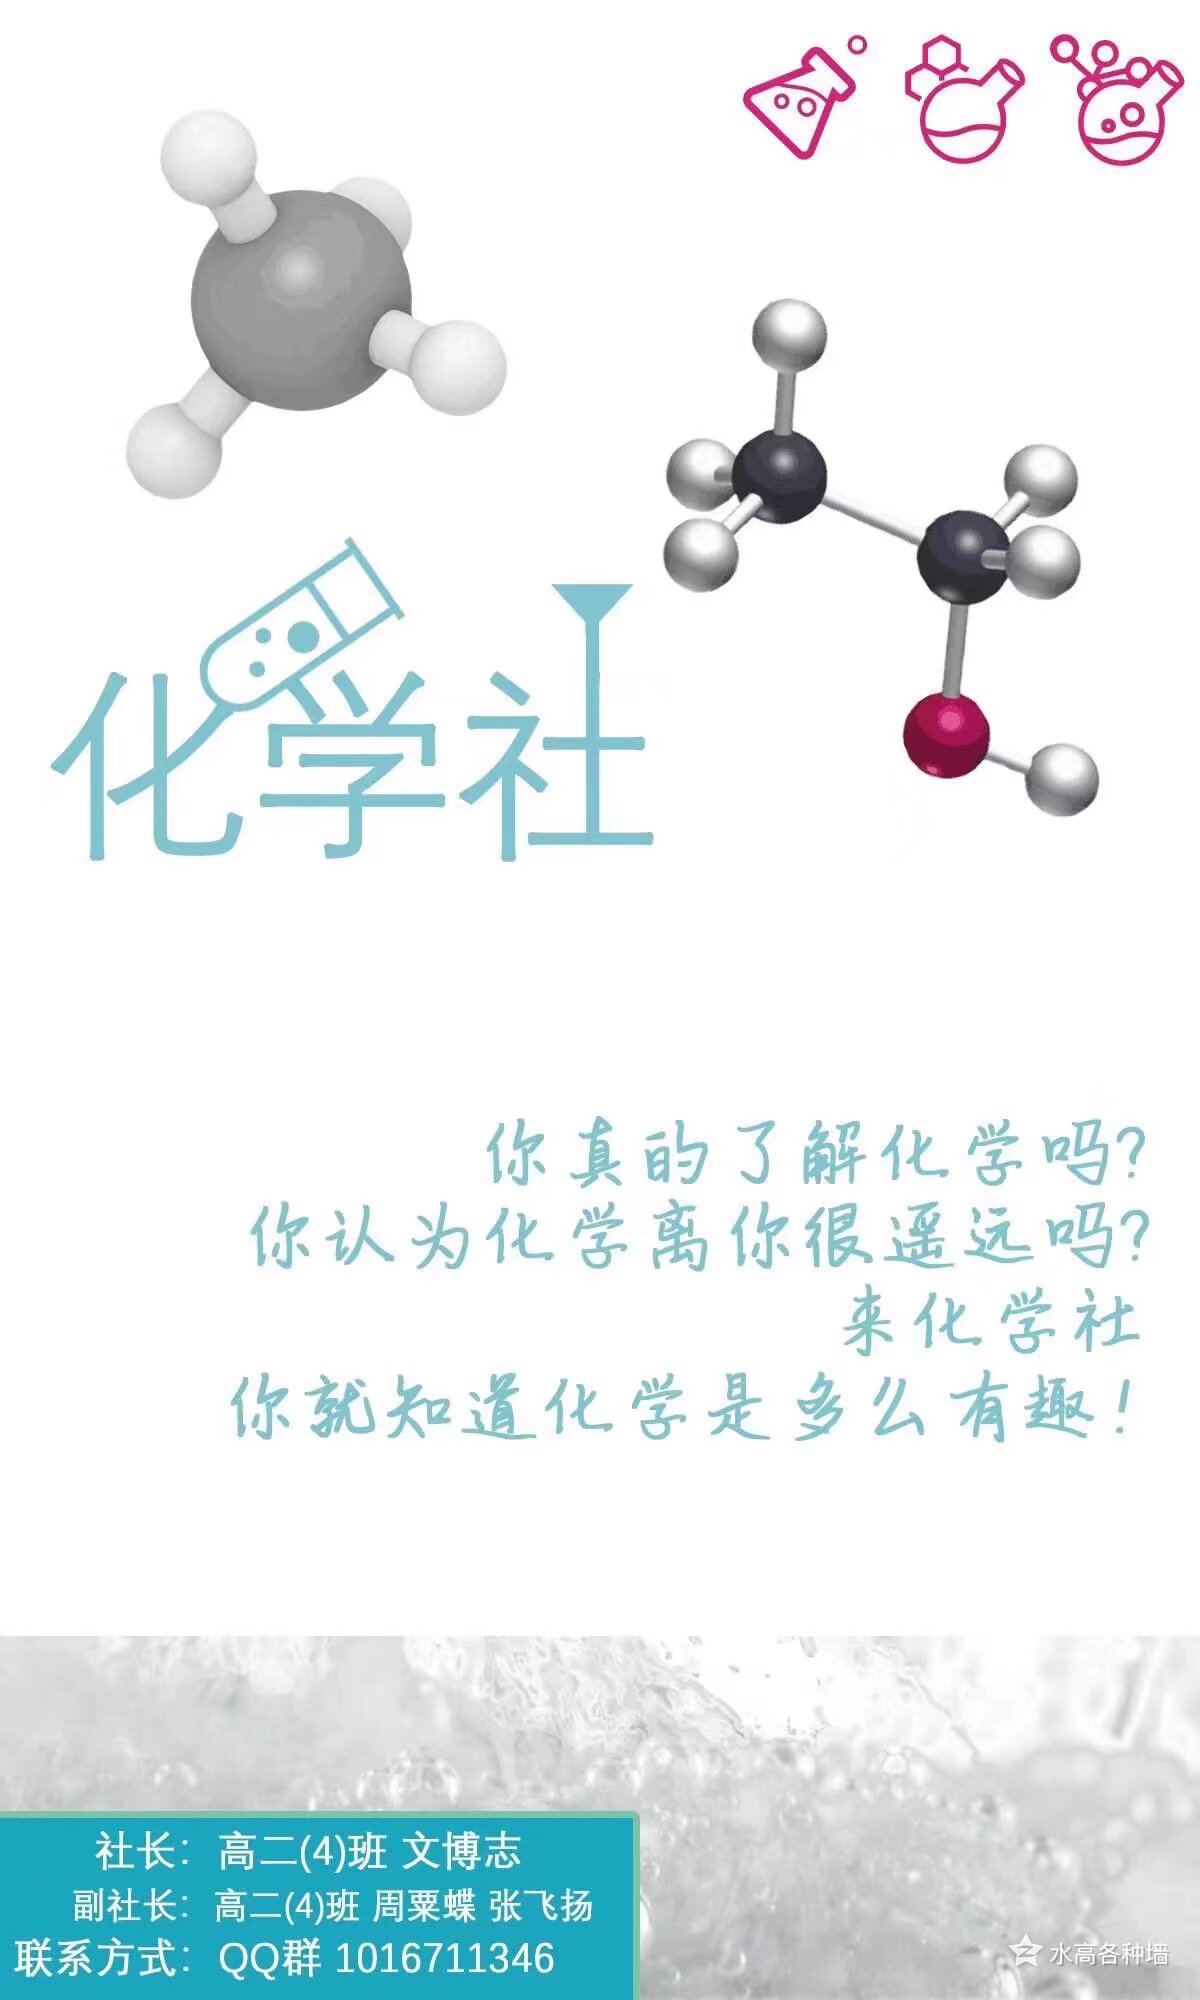 化学社
你真的了解化学吗?
你认为化学离你很遥远吗?
来化学社
你就知道化学是多么有趣!
社长：高二(4)班 文博志
副社长：高二(4)班 周粟蝶 张飞扬
联系方式：QQ群 1016711346
水高各种墙